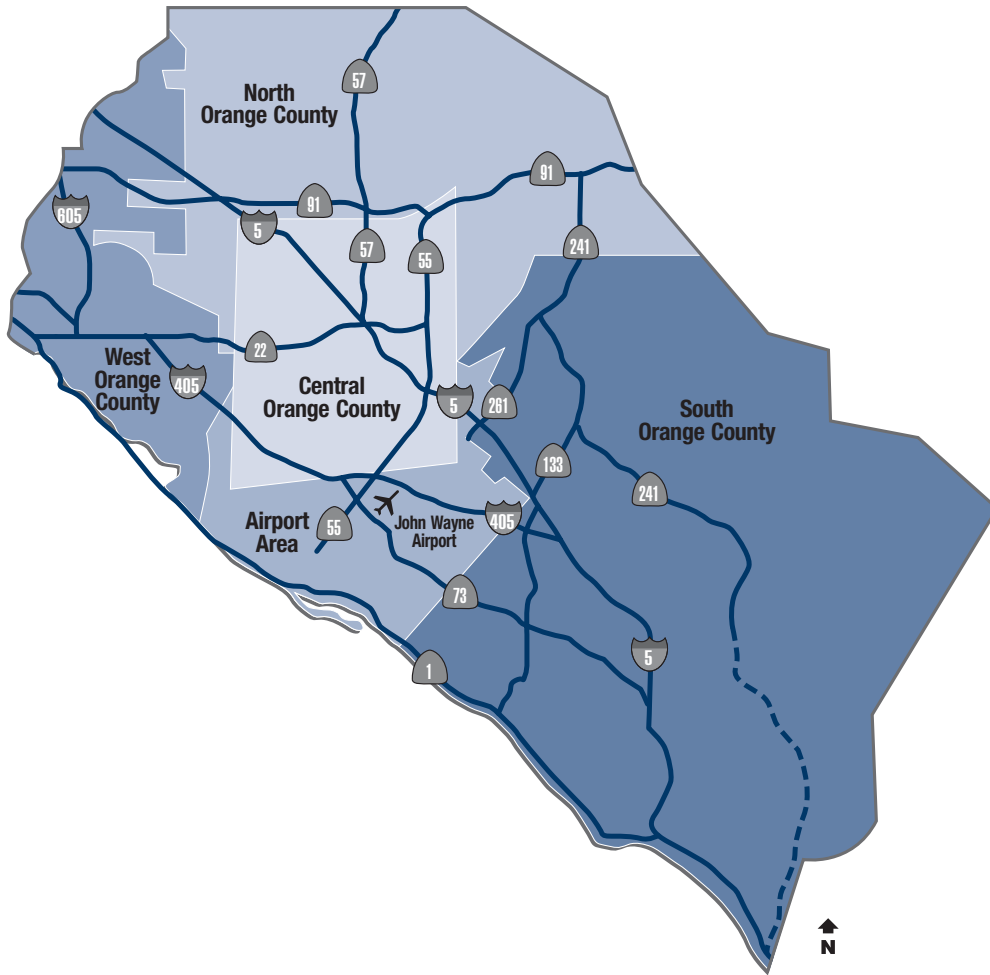 57
North
Orange County
91
91
605
5
57
55
241
22
West
Orange
County
405
Central
Orange County
5
261
South
Orange County
133
241
Airport
Area
55
John Wayne
Airport
405
73
5
1
N